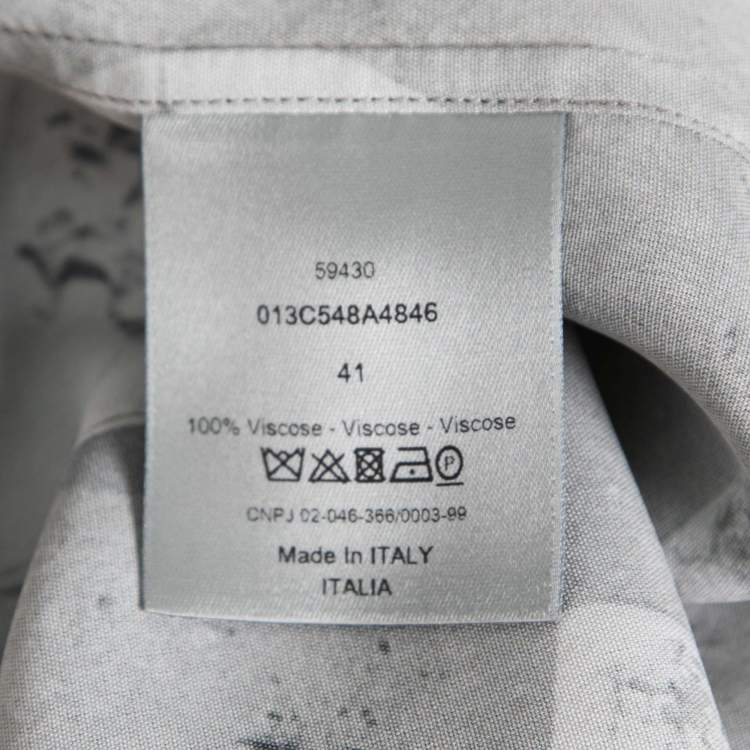 59430
013C548A4846
41
100% Viscose - Viscose - Viscose
P
CNPJ 02-046-366/0003-99
Made In ITALY
ITALIA